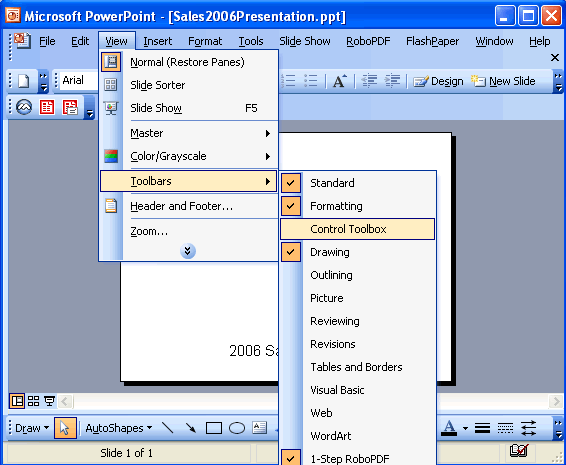 Microsoft PowerPoint - [Sales2006Presentation.ppt]
File Edit View Insert Format Tools Slide Show RoboPDF FlashPaper Window Help
Arial
Design New Slide
Normal (Restore Panes)
Slide Sorter
Slide Show F5
Master
Color/Grayscale
Toolbars
Header and Footer...
Zoom...
Standard
Formatting
Control Toolbox
Drawing
Outlining
Picture
Reviewing
Revisions
Tables and Borders
Visual Basic
Web
WordArt
1-Step RoboPDF
2006 Sa
Draw AutoShapes
Slide 1 of 1